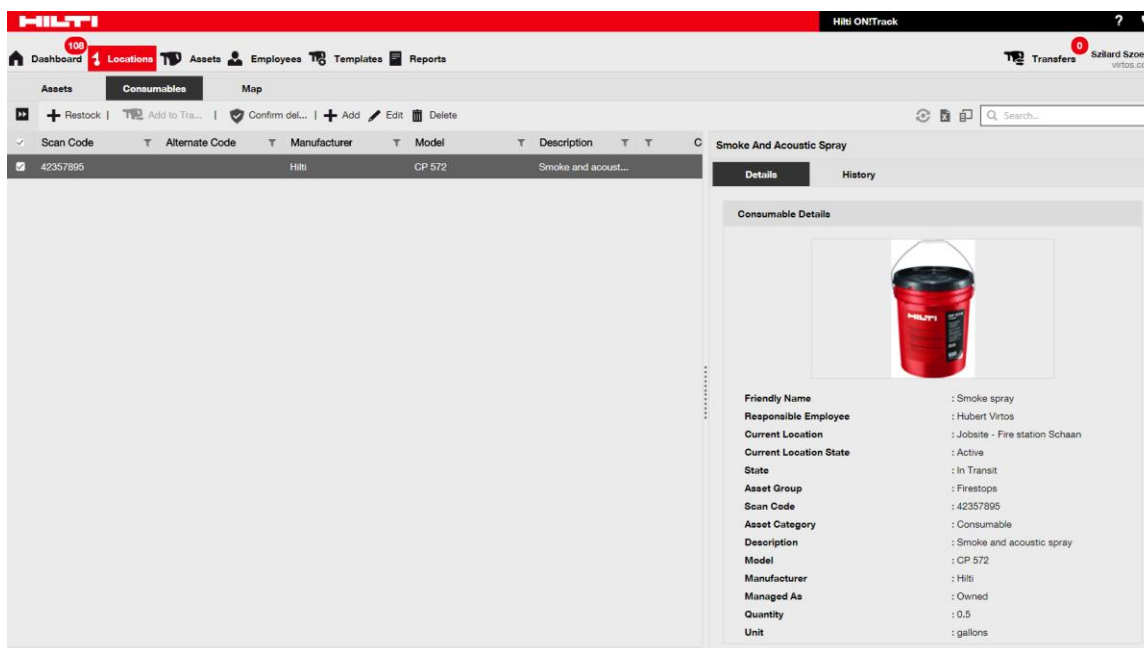 HILTI
Hilti ON!Track ?
108 0
Dashboard Locations Assets Employees Templates Reports Transfers Szilard Szoe
virtos.co
Assets Consumables Map
Restock | Add to Tra... | Confirm del... | Add Edit Delete Search...
Scan Code Alternate Code Manufacturer Model Description C
42357895 Hilti CP 572 Smoke and acoust...
Smoke And Acoustic Spray
Details History
Consumable Details
HILTI
Friendly Name : Smoke spray
Responsible Employee : Hubert Virtos
Current Location : Jobsite - Fire station Schaan
Current Location State : Active
State : In Transit
Asset Group : Firestops
Scan Code : 42357895
Asset Category : Consumable
Description : Smoke and acoustic spray
Model : CP 572
Manufacturer : Hilti
Managed As : Owned
Quantity : 0.5
Unit : gallons